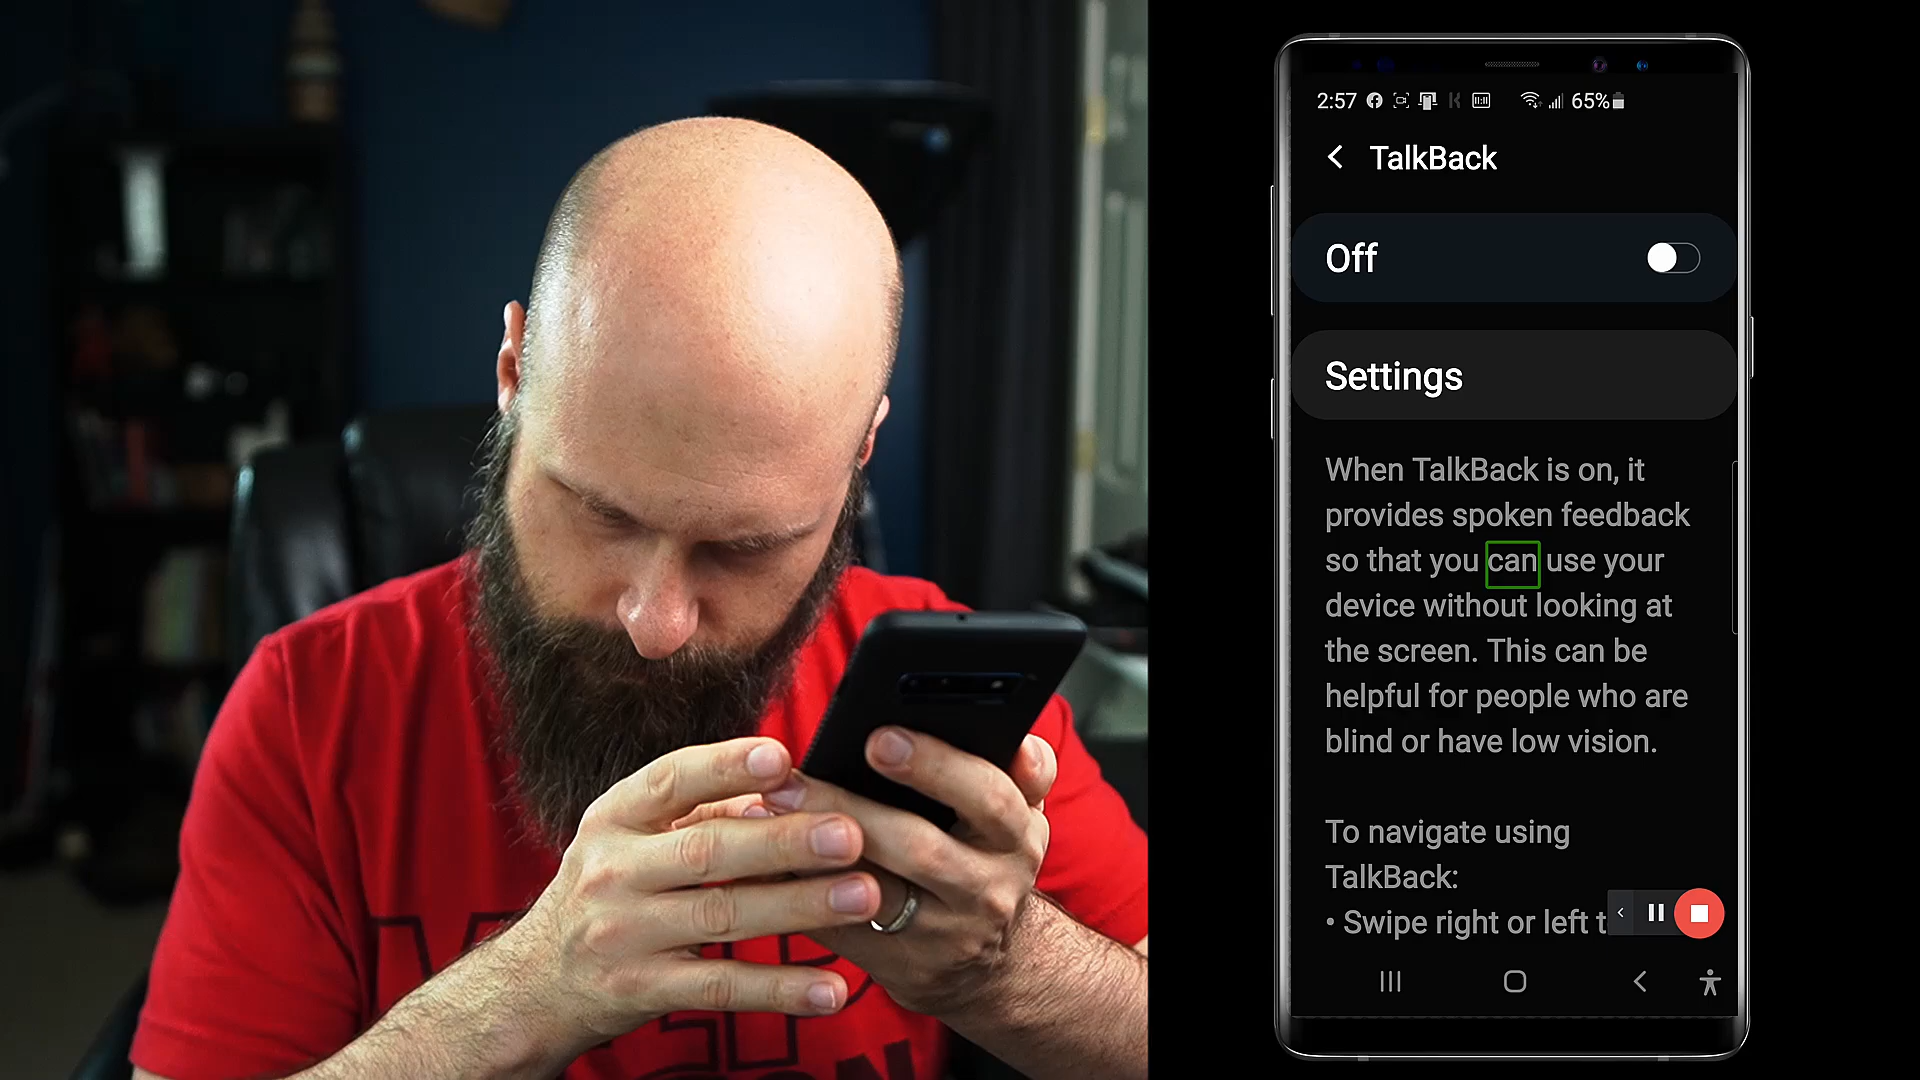 2:57
65%
TalkBack
Off
Settings
When TalkBack is on, it
provides spoken feedback
so that you can use your
device without looking at
the screen. This can be
helpful for people who are
blind or have low vision.
To navigate using
TalkBack:
• Swipe right or left t